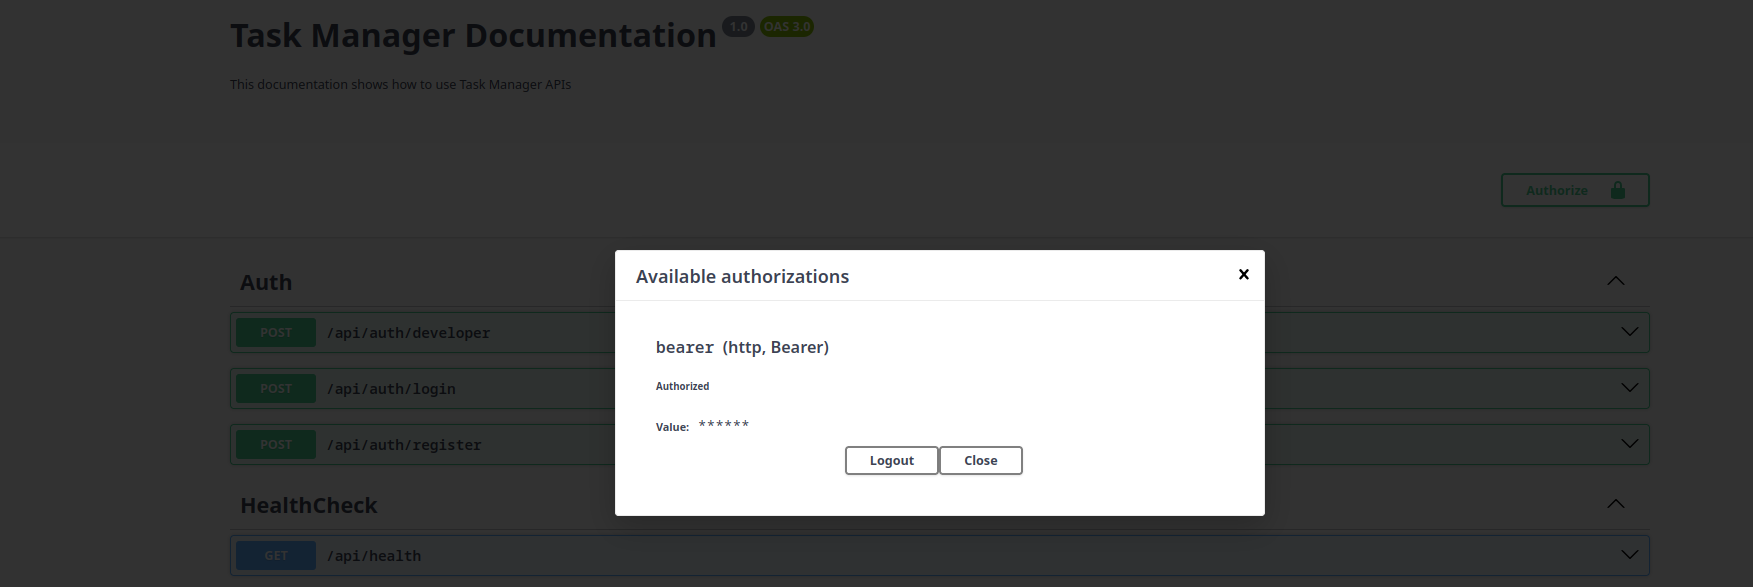 Task Manager Documentation 1.0 OAS 3.0
This documentation shows how to use Task Manager APIs
Authorize
Available authorizations
bearer (http, Bearer)
Authorized
Value: ******
Logout Close
Auth
POST /api/auth/developer
POST /api/auth/login
POST /api/auth/register
HealthCheck
GET /api/health